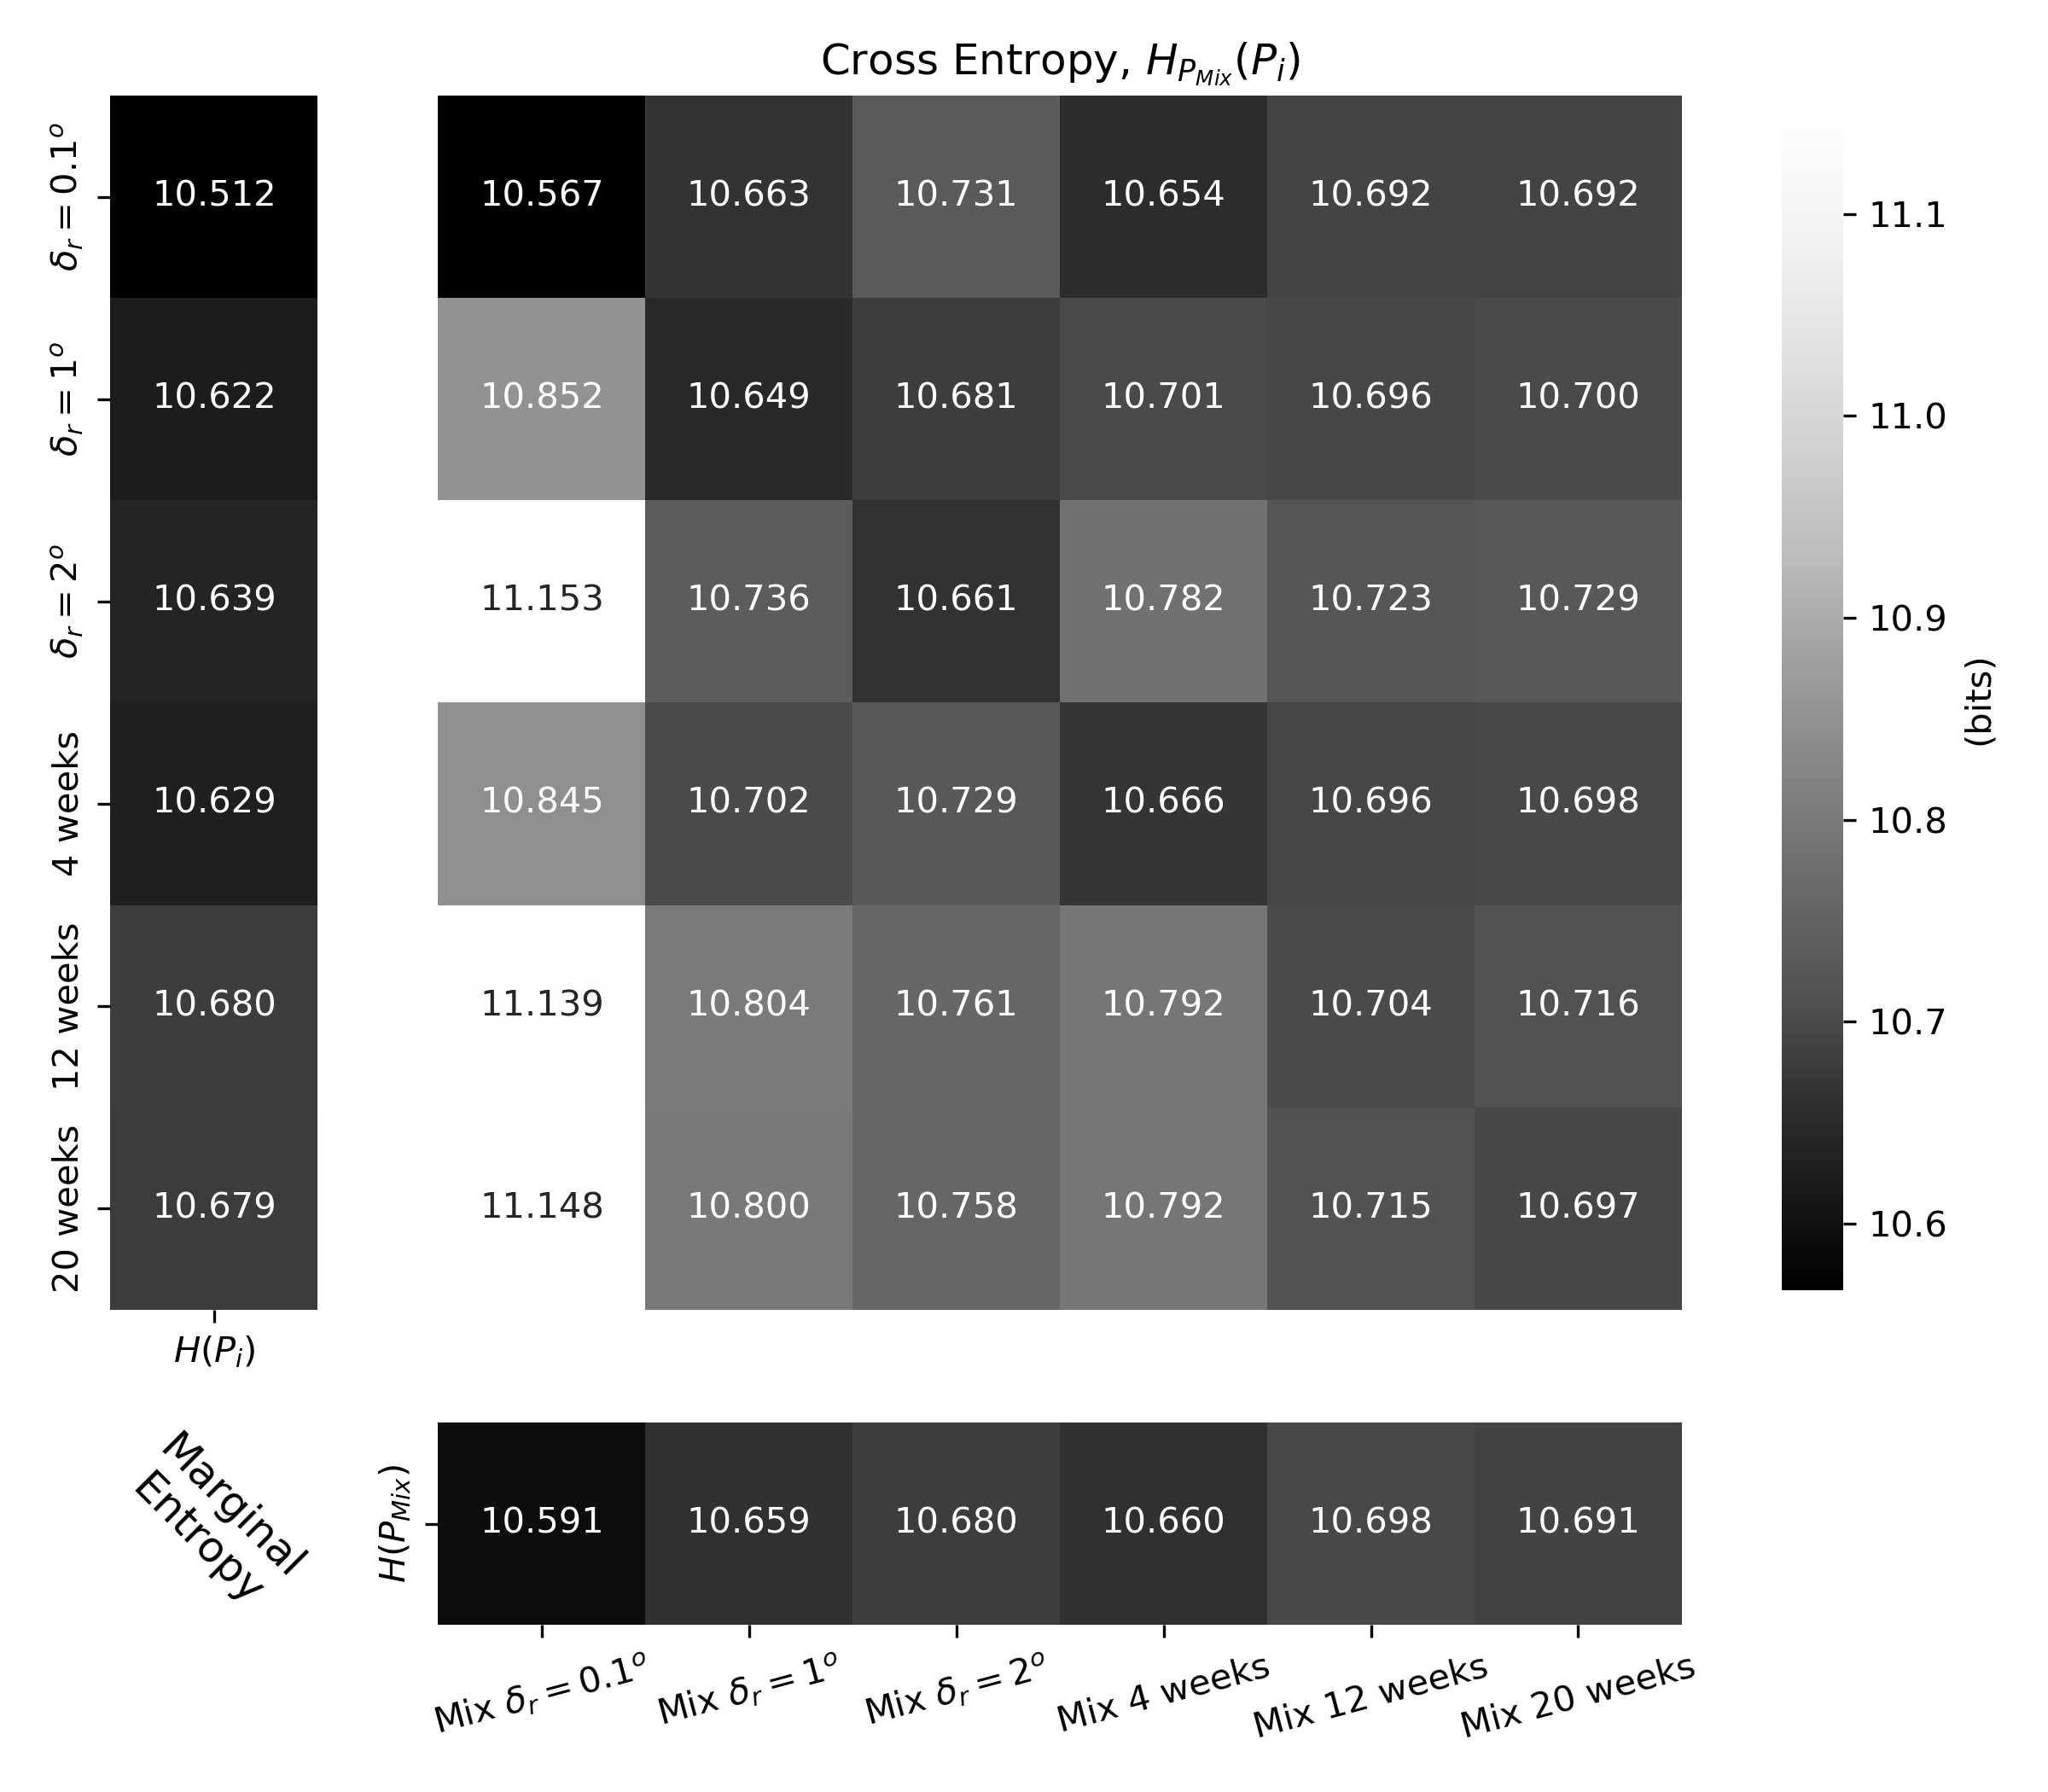 Cross Entropy, H_{P_{Mix}}(P_i)
δ_r = 0.1^o 10.512 10.567 10.663 10.731 10.654 10.692 10.692
δ_r = 1^o 10.622 10.852 10.649 10.681 10.701 10.696 10.700
δ_r = 2^o 10.639 11.153 10.736 10.661 10.782 10.723 10.729
4 weeks 10.629 10.845 10.702 10.729 10.666 10.696 10.698
12 weeks 10.680 11.139 10.804 10.761 10.792 10.704 10.716
20 weeks 10.679 11.148 10.800 10.758 10.792 10.715 10.697
H(P_i)
11.1
11.0
10.9
10.8
10.7
10.6
(bits)
Marginal
Entropy
H(P_{Mix}) 10.591 10.659 10.680 10.660 10.698 10.691
Mix δ_r = 0.1^o Mix δ_r = 1^o Mix δ_r = 2^o Mix 4 weeks Mix 12 weeks Mix 20 weeks